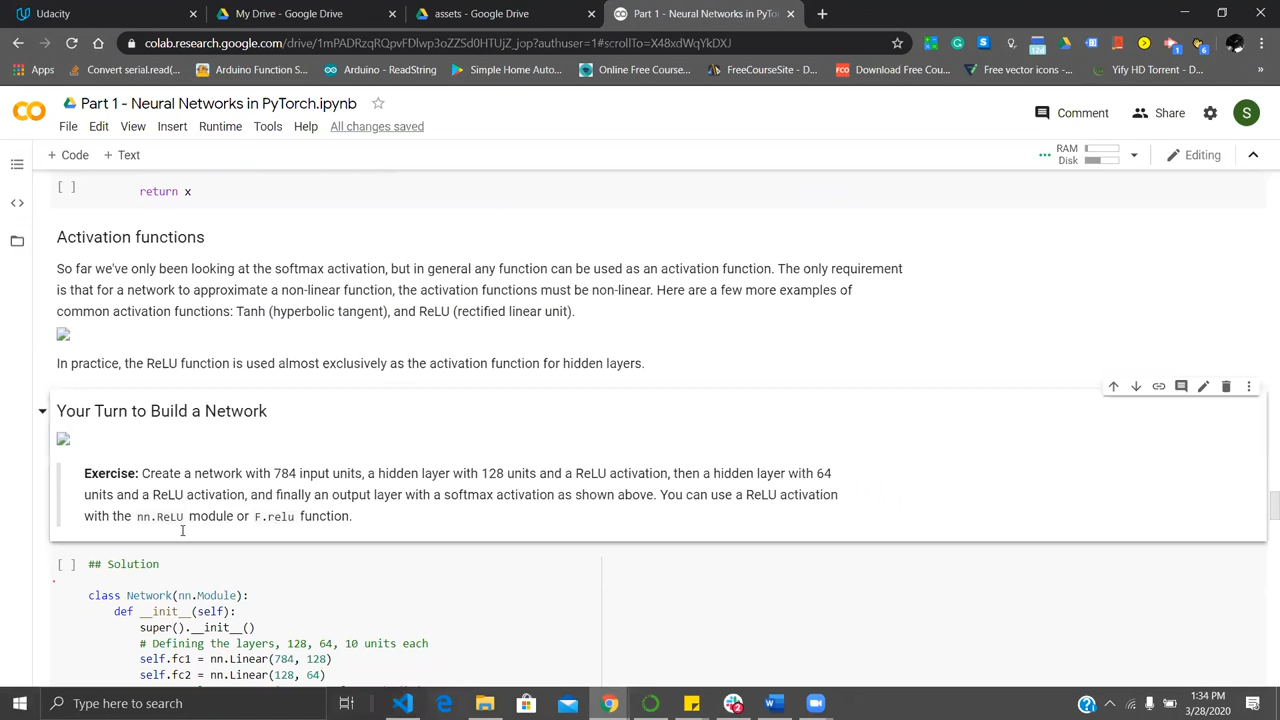 Udacity
My Drive - Google Drive
assets - Google Drive
Part 1 - Neural Networks in PyTo
colab.research.google.com/drive/1mPADRzqRQpvFDlwp3oZZSd0HTUjZ_jop?authuser=1#scrollTo=X48xdWqYkDXJ
Apps
Convert serial.read(...
Arduino Function S...
Arduino - ReadString
Simple Home Auto...
Online Free Course...
FreeCourseSite - D...
Download Free Cou...
Free vector icons -...
Yify HD Torrent - D...
Part 1 - Neural Networks in PyTorch.ipynb
Comment
Share
S
File Edit View Insert Runtime Tools Help All changes saved
+ Code + Text
RAM
Disk
Editing
[ ] return x
Activation functions
So far we've only been looking at the softmax activation, but in general any function can be used as an activation function. The only requirement
is that for a network to approximate a non-linear function, the activation functions must be non-linear. Here are a few more examples of
common activation functions: Tanh (hyperbolic tangent), and ReLU (rectified linear unit).
In practice, the ReLU function is used almost exclusively as the activation function for hidden layers.
Your Turn to Build a Network
Exercise: Create a network with 784 input units, a hidden layer with 128 units and a ReLU activation, then a hidden layer with 64
units and a ReLU activation, and finally an output layer with a softmax activation as shown above. You can use a ReLU activation
with the nn.ReLU module or F.relu function.
[ ] ## Solution
class Network(nn.Module):
def __init__(self):
super().__init__()
# Defining the layers, 128, 64, 10 units each
self.fc1 = nn.Linear(784, 128)
self.fc2 = nn.Linear(128, 64)
Type here to search
1:34 PM
3/28/2020